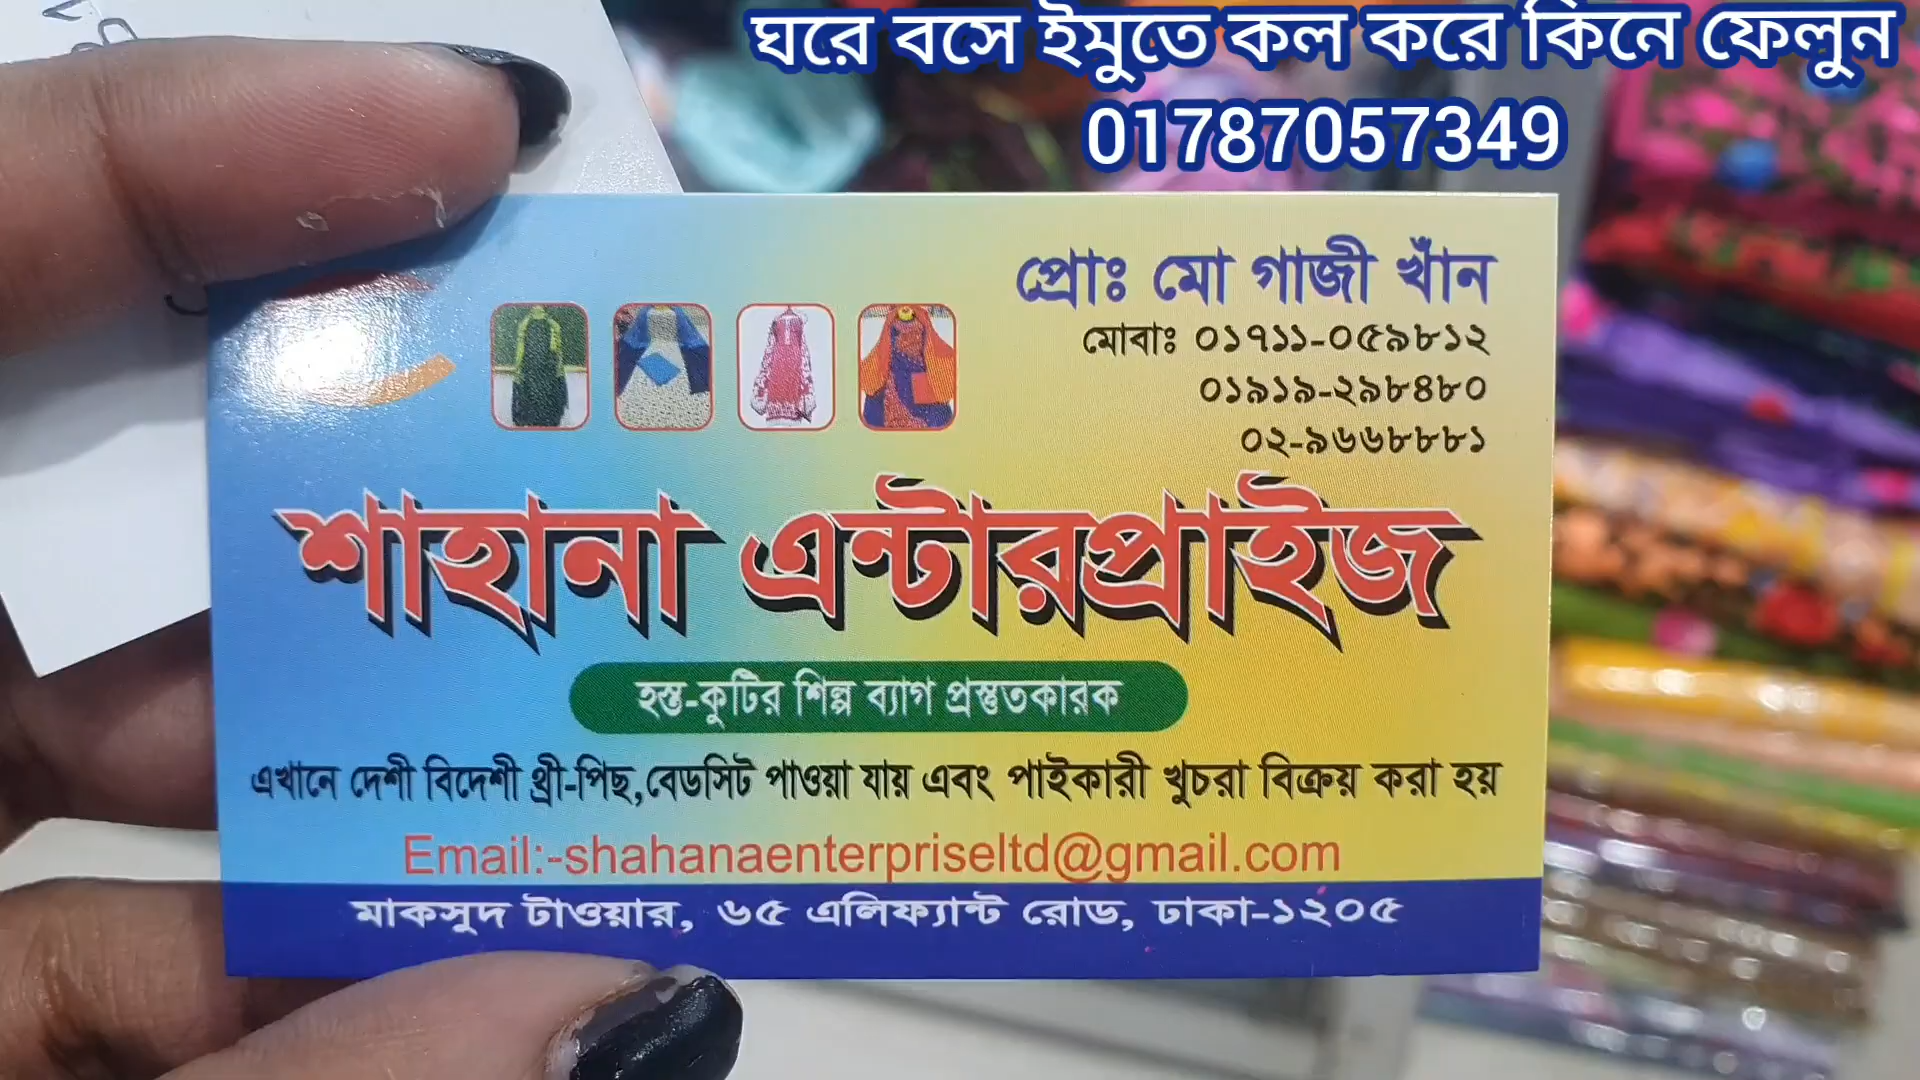 ঘরে বসে ইমুতে কল করে কিনে ফেলুন
01787057349
প্রোঃ মো গাজী খাঁন
মোবাঃ ০১৭১১-০৫৯৮১২
০১৯১৯-২৯৮৪৮০
০২-৯৬৬৮৮৮১
শাহানা এন্টারপ্রাইজ
হস্ত-কুটির শিল্প ব্যাগ প্রস্তুতকারক
এখানে দেশী বিদেশী থ্রী-পিছ,বেডসিট পাওয়া যায় এবং পাইকারী খুচরা বিক্রয় করা হয়
Email:-shahanaenterpriseltd@gmail.com
মাকসুদ টাওয়ার, ৬৫ এলিফ্যান্ট রোড, ঢাকা-১২০৫